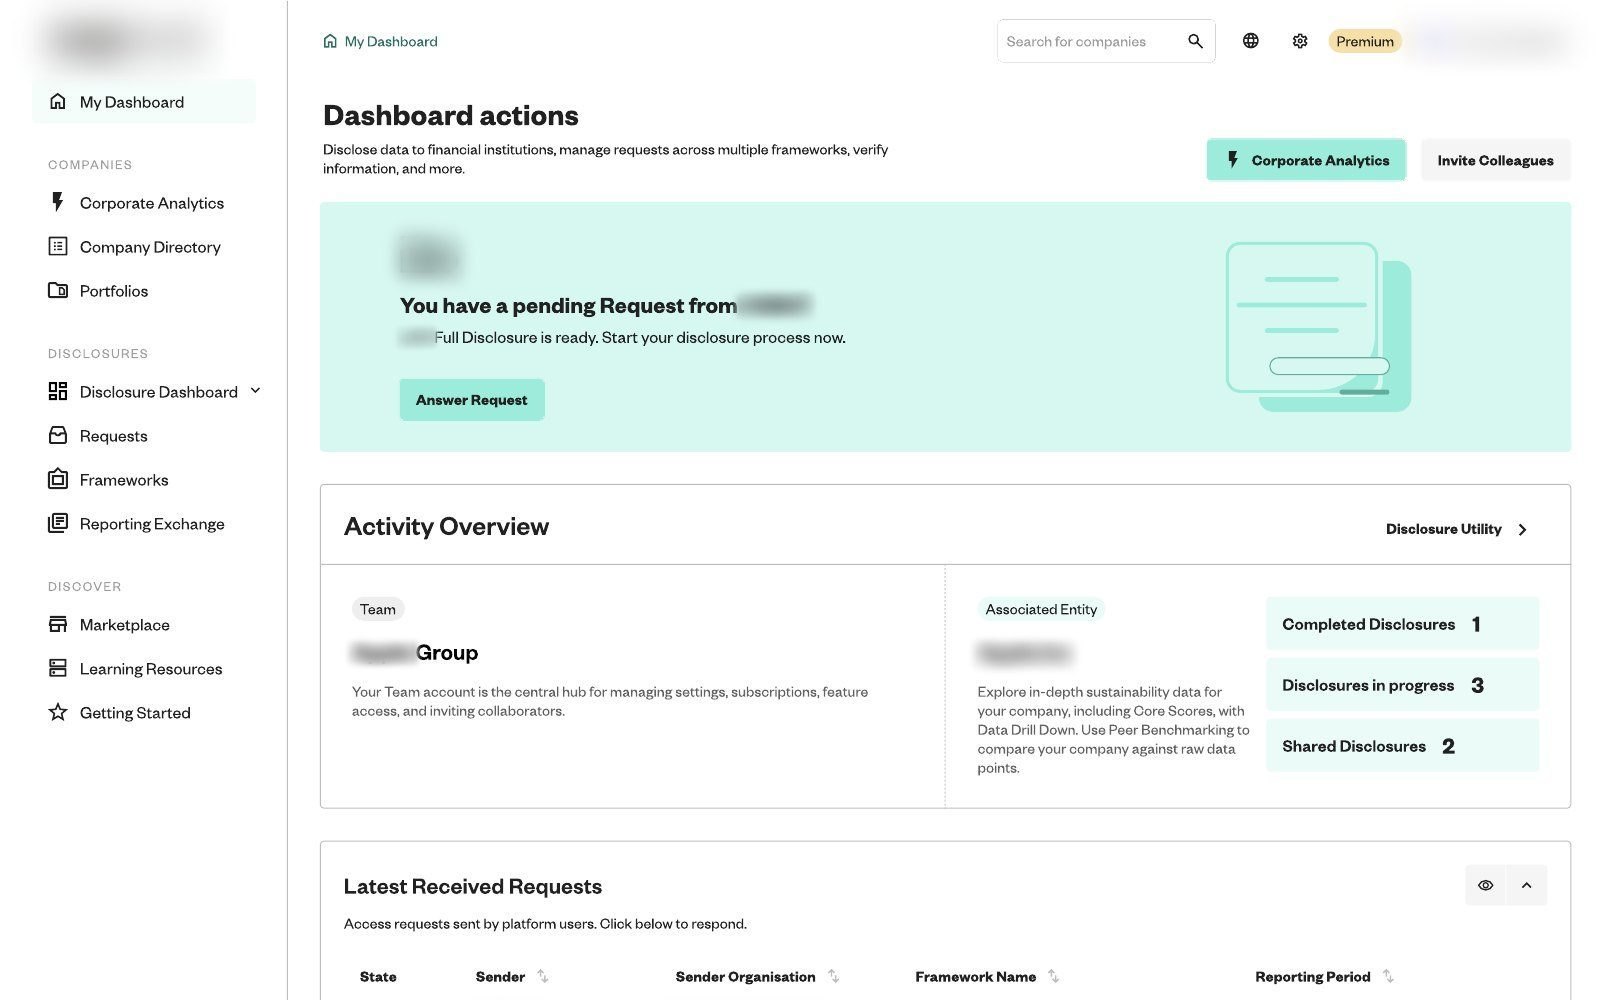 My Dashboard
Search for companies
Premium
My Dashboard
COMPANIES
Corporate Analytics
Company Directory
Portfolios
DISCLOSURES
Disclosure Dashboard
Requests
Frameworks
Reporting Exchange
DISCOVER
Marketplace
Learning Resources
Getting Started
Dashboard actions
Disclose data to financial institutions, manage requests across multiple frameworks, verify
information, and more.
Corporate Analytics
Invite Colleagues
You have a pending Request from
Full Disclosure is ready. Start your disclosure process now.
Answer Request
Activity Overview
Disclosure Utility
Team
Group
Your Team account is the central hub for managing settings, subscriptions, feature
access, and inviting collaborators.
Associated Entity
Explore in-depth sustainability data for
your company, including Core Scores, with
Data Drill Down. Use Peer Benchmarking to
compare your company against raw data
points.
Completed Disclosures 1
Disclosures in progress 3
Shared Disclosures 2
Latest Received Requests
Access requests sent by platform users. Click below to respond.
State Sender Sender Organisation Framework Name Reporting Period